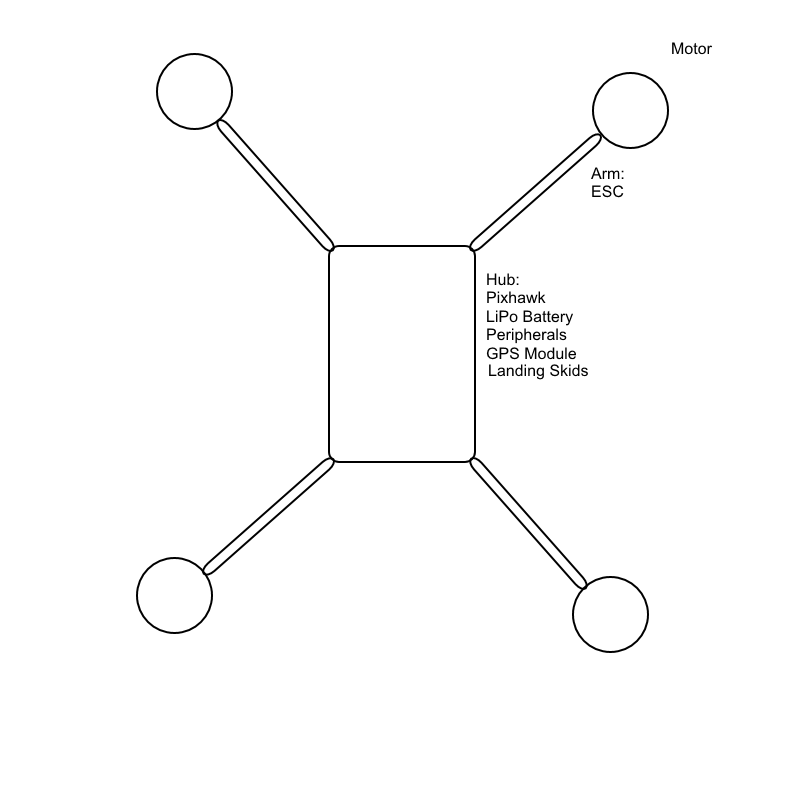 Motor
Arm:
ESC
Hub:
Pixhawk
LiPo Battery
Peripherals
GPS Module
Landing Skids